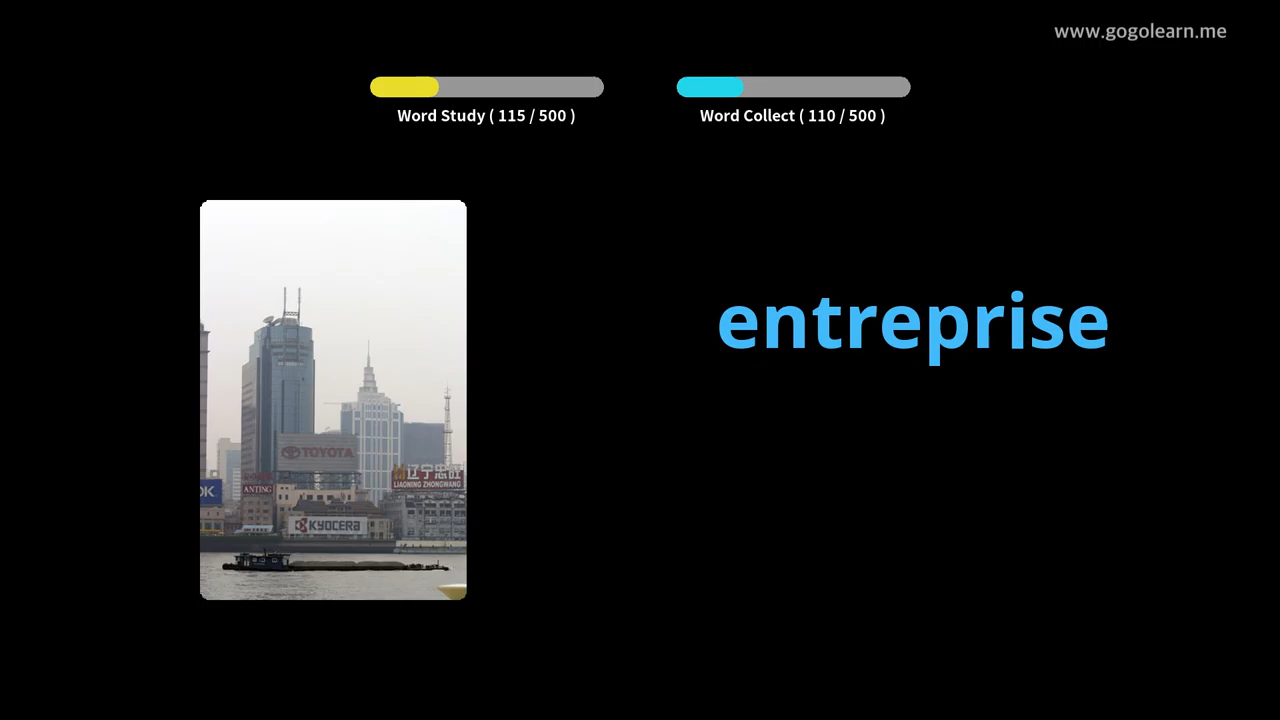 www.gogolearn.me
Word Study ( 115 / 500 )
Word Collect ( 110 / 500 )
entreprise
TOYOTA
辽宁忠旺
LIAONING ZHONGWANG
OK
ANTING
KYOCERA